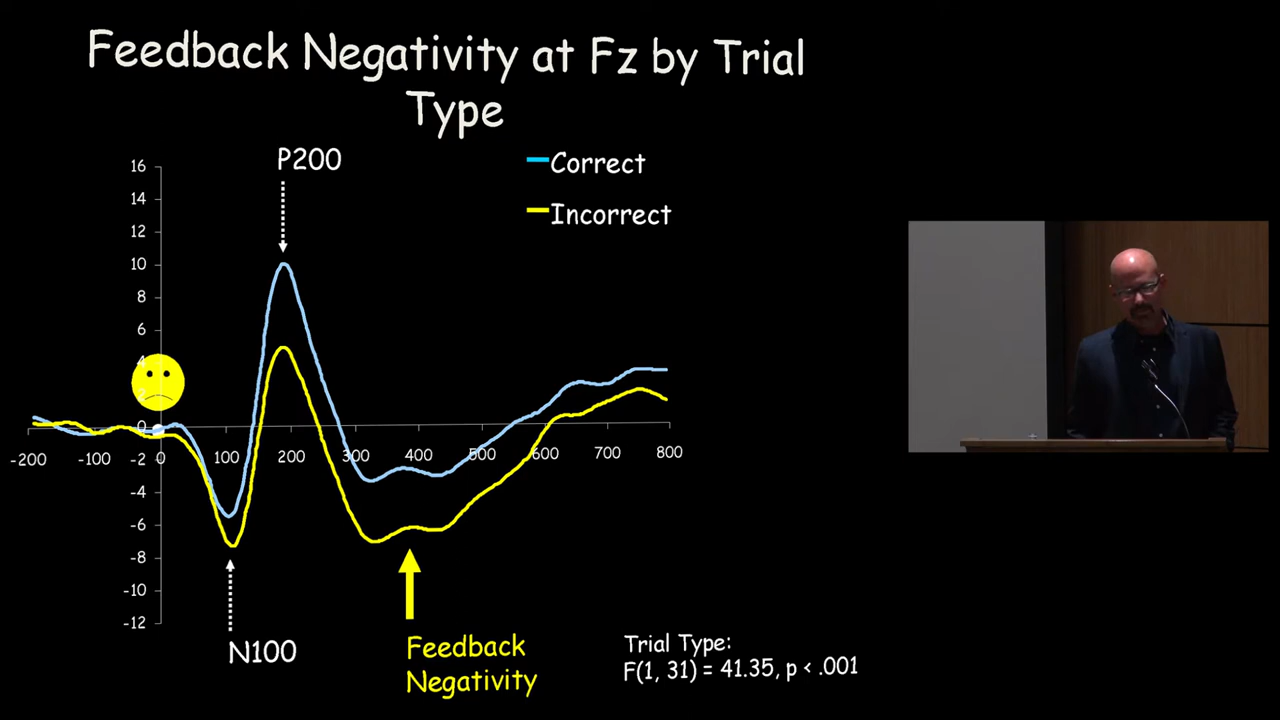 Feedback Negativity at Fz by Trial
Type
P200
Correct
Incorrect
16
14
12
10
8
6
4
2
0
-2
-4
-6
-8
-10
-12
-200 -100 0 100 200 300 400 500 600 700 800
N100
Feedback
Negativity
Trial Type:
F(1, 31) = 41.35, p < .001